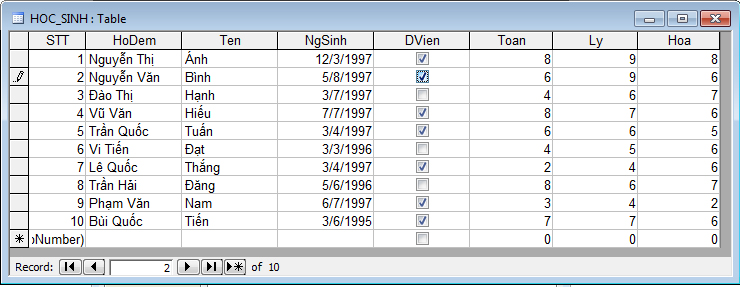 HOC_SINH : Table
STT HoDem Ten NgSinh DVien Toan Ly Hoa
1 Nguyễn Thị Ánh 12/3/1997 8 9 8
2 Nguyễn Văn Bình 5/8/1997 6 9 6
3 Đào Thị Hạnh 3/7/1997 4 6 7
4 Vũ Văn Hiếu 7/7/1997 8 7 6
5 Trần Quốc Tuấn 3/4/1997 6 6 5
6 Vi Tiến Đạt 3/3/1996 4 5 6
7 Lê Quốc Thắng 3/4/1997 2 4 6
8 Trần Hải Đăng 5/6/1996 8 6 7
9 Phạm Văn Nam 6/7/1997 3 4 2
10 Bùi Quốc Tiến 3/6/1995 7 7 6
oNumber) 0 0 0
Record: 2 of 10